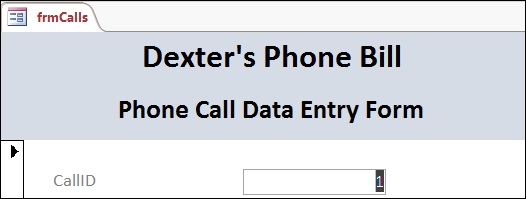 frmCalls
Dexter's Phone Bill
Phone Call Data Entry Form
CallID 1